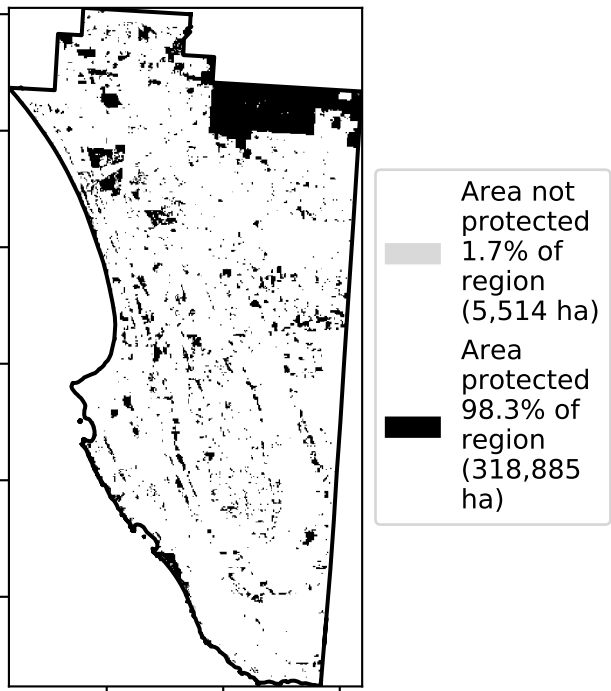 Area not
protected
1.7% of
region
(5,514 ha)
Area
protected
98.3% of
region
(318,885
ha)